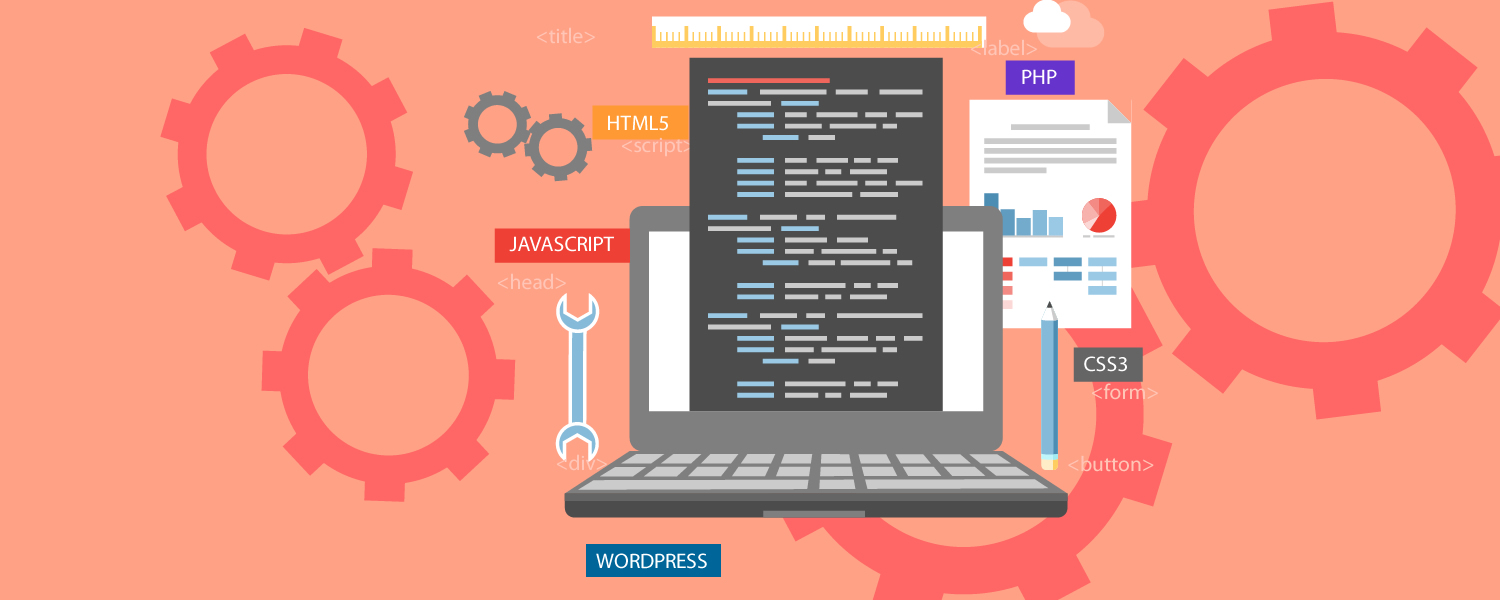 <title>
<label>
PHP
HTML5
<script>
JAVASCRIPT
<head>
CSS3
<form>
<div>
<button>
WORDPRESS